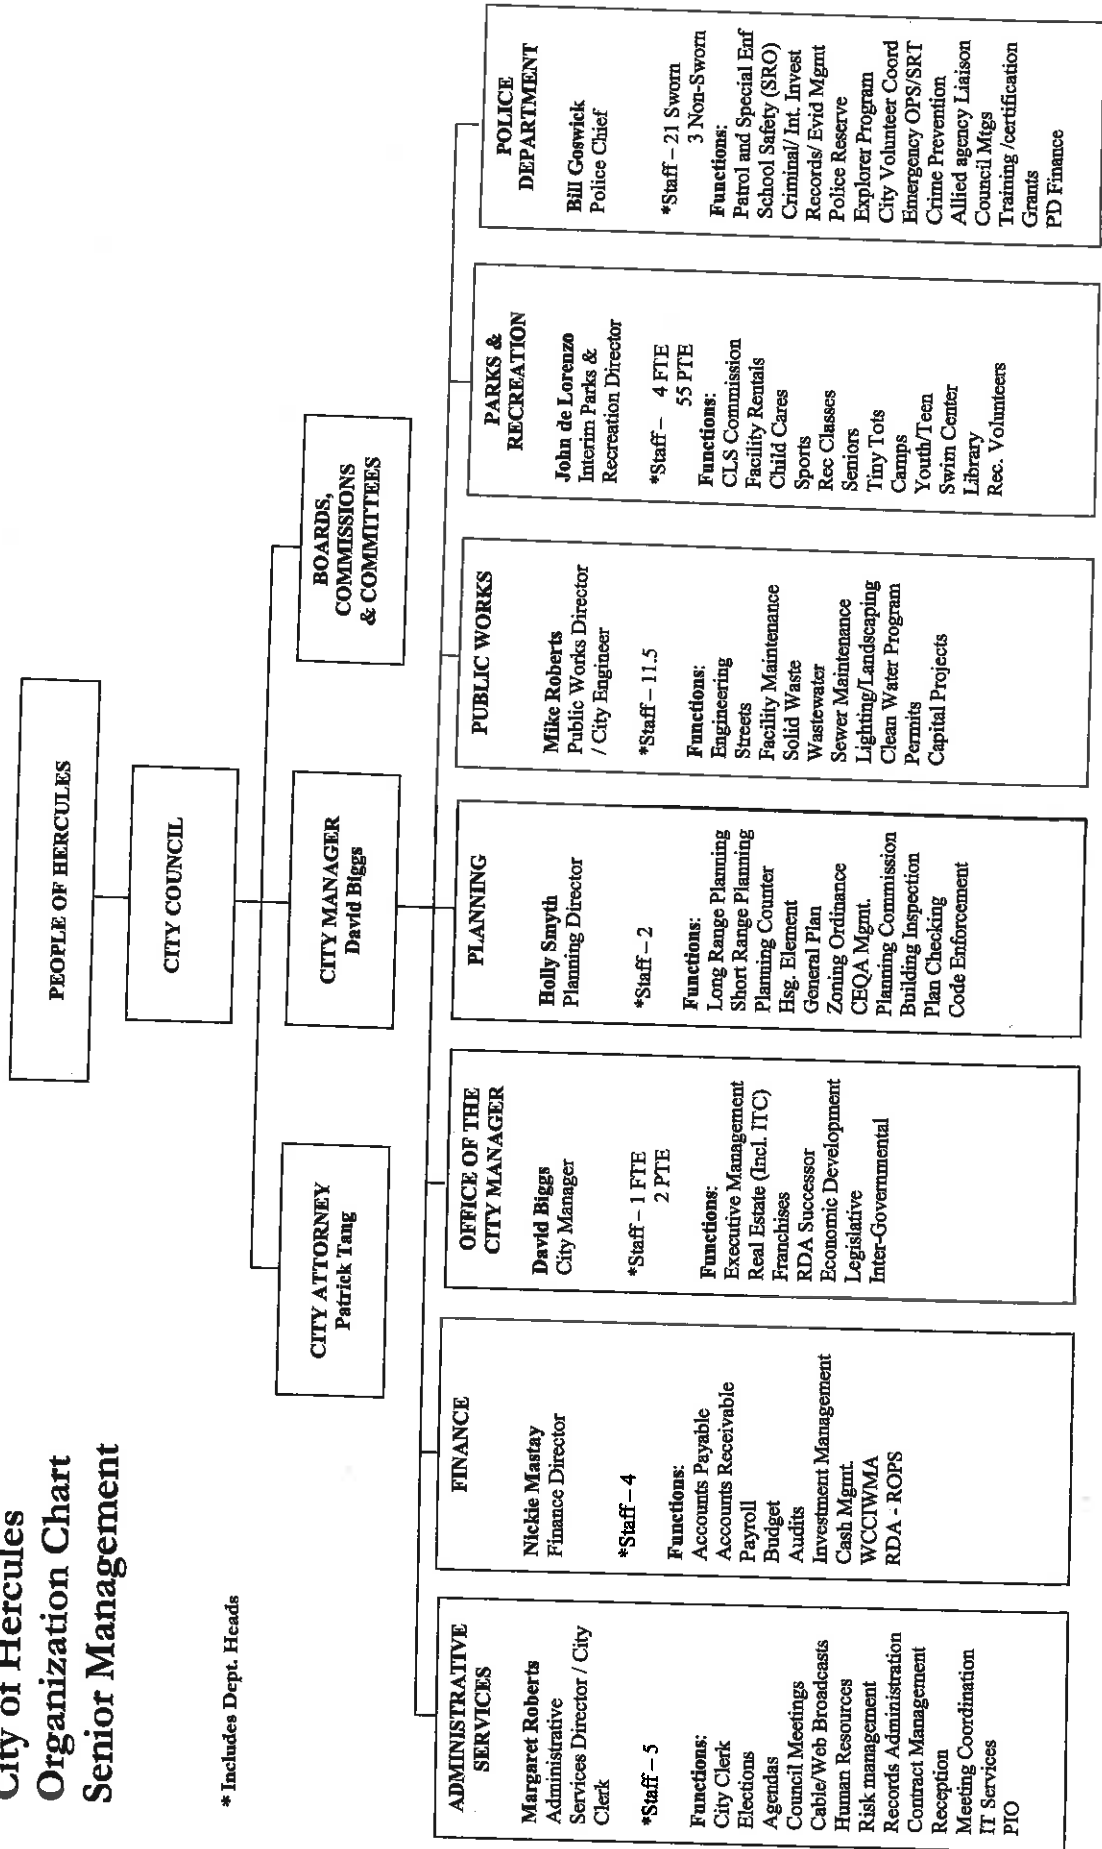 City of Hercules
Organization Chart
Senior Management
*Includes Dept. Heads
PEOPLE OF HERCULES
CITY COUNCIL
CITY ATTORNEY
Patrick Tang
CITY MANAGER
David Biggs
BOARDS,
COMMISSIONS
& COMMITTEES
ADMINISTRATIVE
SERVICES
Margaret Roberts
Administrative
Services Director / City
Clerk
*Staff – 5
Functions:
City Clerk
Elections
Agendas
Council Meetings
Cable/Web Broadcasts
Human Resources
Risk management
Records Administration
Contract Management
Reception
Meeting Coordination
IT Services
PIO
FINANCE
Nickie Mastay
Finance Director
*Staff – 4
Functions:
Accounts Payable
Accounts Receivable
Payroll
Budget
Audits
Investment Management
Cash Mgmt.
WCCIWMA
RDA - ROPS
OFFICE OF THE
CITY MANAGER
David Biggs
City Manager
*Staff – 1 FTE
2 PTE
Functions:
Executive Management
Real Estate (Incl. ITC)
Franchises
RDA Successor
Economic Development
Legislative
Inter-Governmental
PLANNING
Holly Smyth
Planning Director
*Staff – 2
Functions:
Long Range Planning
Short Range Planning
Planning Counter
Hsg. Element
General Plan
Zoning Ordinance
CEQA Mgmt.
Planning Commission
Building Inspection
Plan Checking
Code Enforcement
PUBLIC WORKS
Mike Roberts
Public Works Director
/ City Engineer
*Staff – 11.5
Functions:
Engineering
Streets
Facility Maintenance
Solid Waste
Wastewater
Sewer Maintenance
Lighting/Landscaping
Clean Water Program
Permits
Capital Projects
PARKS &
RECREATION
John de Lorenzo
Interim Parks &
Recreation Director
*Staff – 4 FTE
55 PTE
Functions:
CLS Commission
Facility Rentals
Child Cares
Sports
Rec Classes
Seniors
Tiny Tots
Camps
Youth/Teen
Swim Center
Library
Rec. Volunteers
POLICE
DEPARTMENT
Bill Goswick
Police Chief
*Staff – 21 Sworn
3 Non-Sworn
Functions:
Patrol and Special Enf
School Safety (SRO)
Criminal/ Int. Invest
Records/ Evid Mgmt
Police Reserve
Explorer Program
City Volunteer Coord
Emergency OPS/SRT
Crime Prevention
Allied agency Liaison
Council Mtgs
Training /certification
Grants
PD Finance